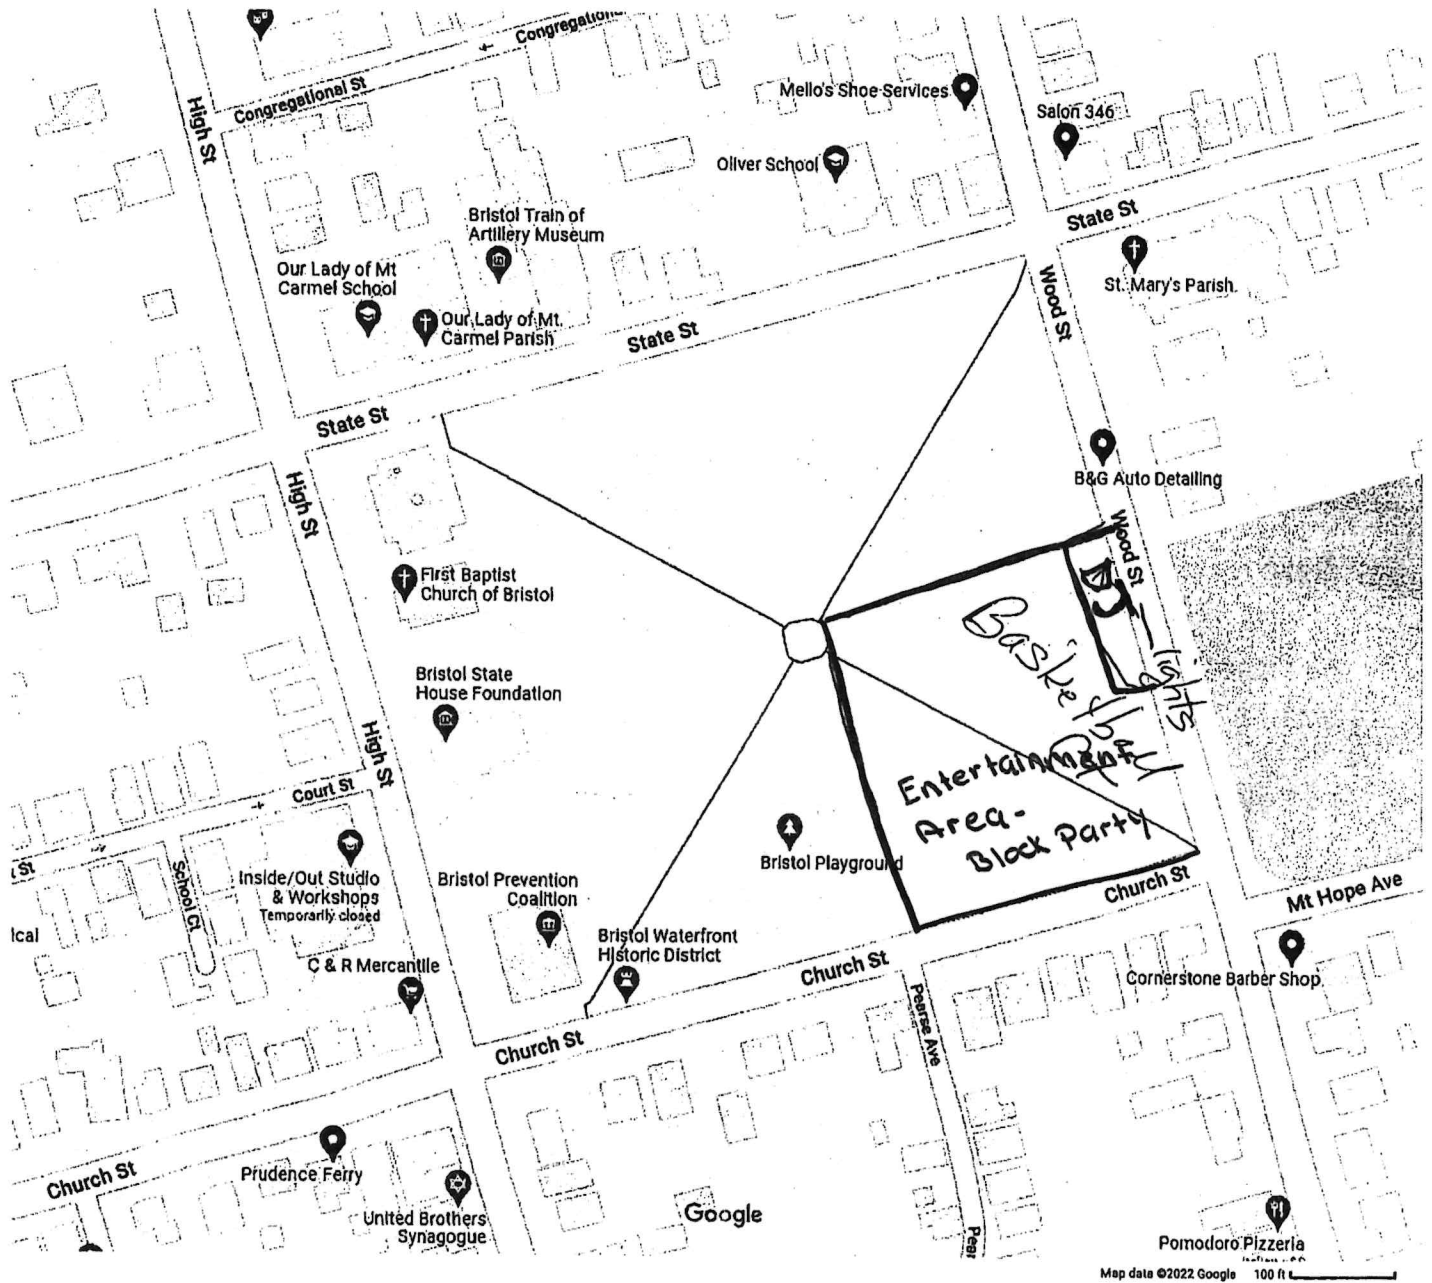 Congregational
Mello's Shoe Services
Congregational St
High St
Salon 346
Oliver School
State St
Bristol Train of
Artillery Museum
St. Mary's Parish
Our Lady of Mt
Carmel School
Wood St
Our Lady of Mt.
Carmel Parish
State St
State St
B&G Auto Detailing
High St
Wood St
First Baptist
Church of Bristol
DJ
Basketball
lights
Bristol State
House Foundation
High St
Entertainment
Area-
Block Party
Court St
Bristol Playground
St
School Ct
Inside/Out Studio
& Workshops
Temporarily closed
Bristol Prevention
Coalition
Church St
Mt Hope Ave
ical
Bristol Waterfront
Historic District
C & R Mercantile
Church St
Cornerstone Barber Shop
Pearse Ave
Church St
Church St
Prudence Ferry
United Brothers
Synagogue
Google
Pear
Pomodoro Pizzeria
Map data ©2022 Google 100 ft